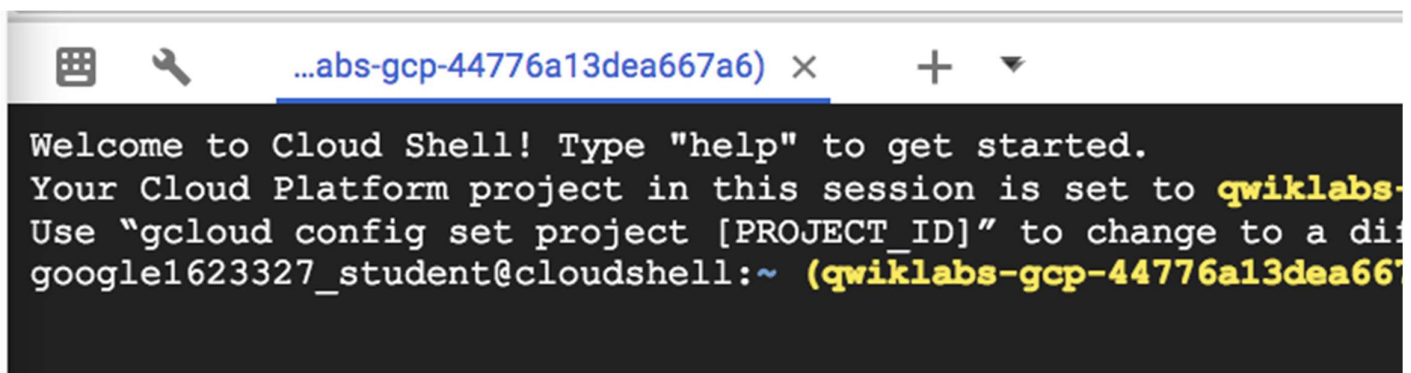 ...abs-gcp-44776a13dea667a6)
Welcome to Cloud Shell! Type "help" to get started.
Your Cloud Platform project in this session is set to qwiklabs-
Use “gcloud config set project [PROJECT_ID]” to change to a
google1623327_student@cloudshell:~ (qwiklabs-gcp-44776a13dea667